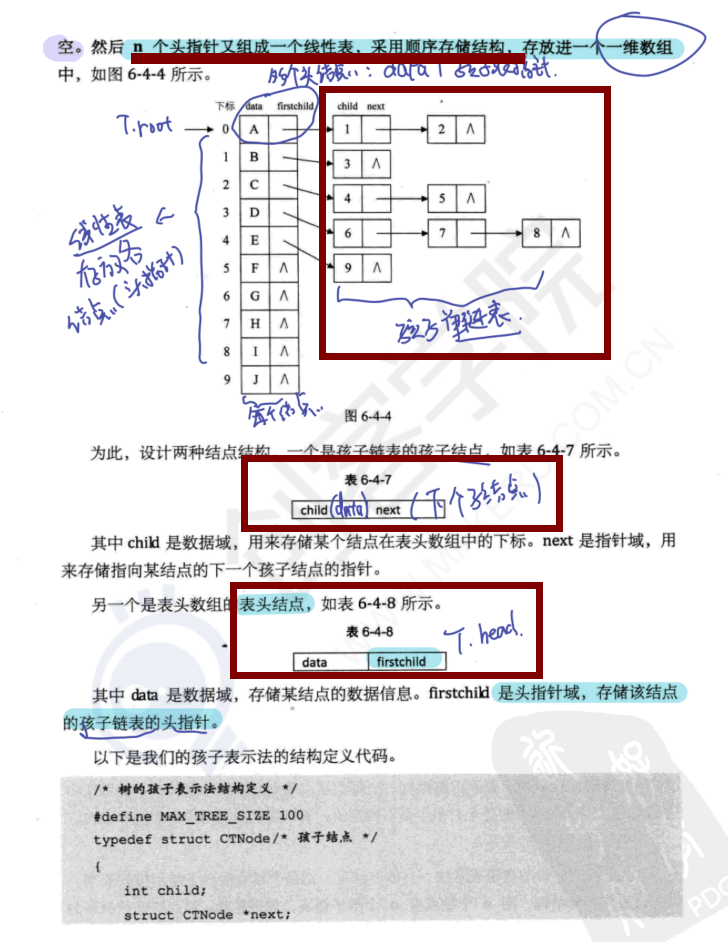 空。然后 n 个头指针又组成一个线性表，采用顺序存储结构，存放进一个一维数组
中，如图 6-4-4 所示。
下标 data firstchild child next
T.root 0 A 1 2 ∧
1 B 3 ∧
2 C 4 5 ∧
3 D 6 7 8 ∧
4 E 9 ∧
5 F ∧
6 G ∧
7 H ∧
8 I ∧
9 J ∧
线性表
存放各
结点(头指针)
孩子单链表.
每个结点
图 6-4-4
为此，设计两种结点结构，一个是孩子链表的孩子结点，如表 6-4-7 所示。
表 6-4-7
child (data) next (下个子结点)
其中 child 是数据域，用来存储某个结点在表头数组中的下标。next 是指针域，用
来存储指向某结点的下一个孩子结点的指针。
另一个是表头数组的表头结点，如表 6-4-8 所示。
表 6-4-8
T.head.
data firstchild
其中 data 是数据域，存储某结点的数据信息。firstchild 是头指针域，存储该结点
的孩子链表的头指针。
以下是我们的孩子表示法的结构定义代码。
/* 树的孩子表示法结构定义 */
#define MAX_TREE_SIZE 100
typedef struct CTNode/* 孩子结点 */
{
int child;
struct CTNode *next;